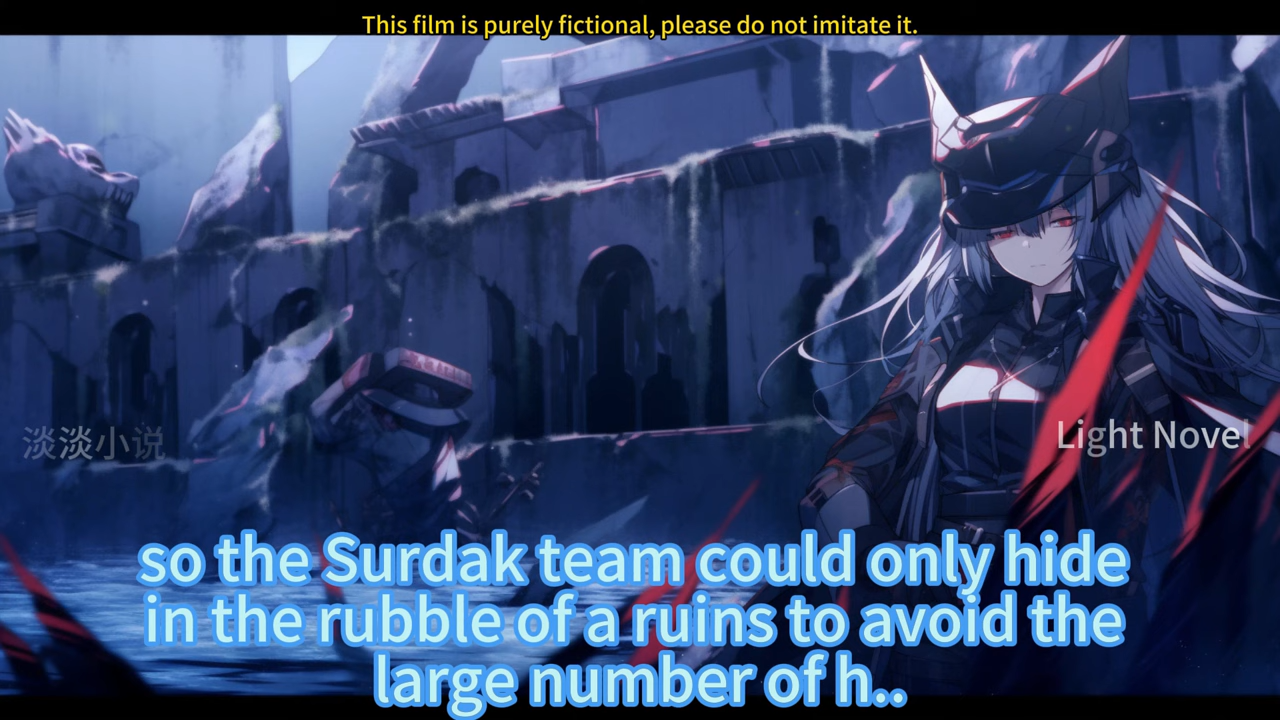 This film is purely fictional, please do not imitate it.
淡淡小说
Light Novel
so the Surdak team could only hide
in the rubble of a ruins to avoid the
large number of h..